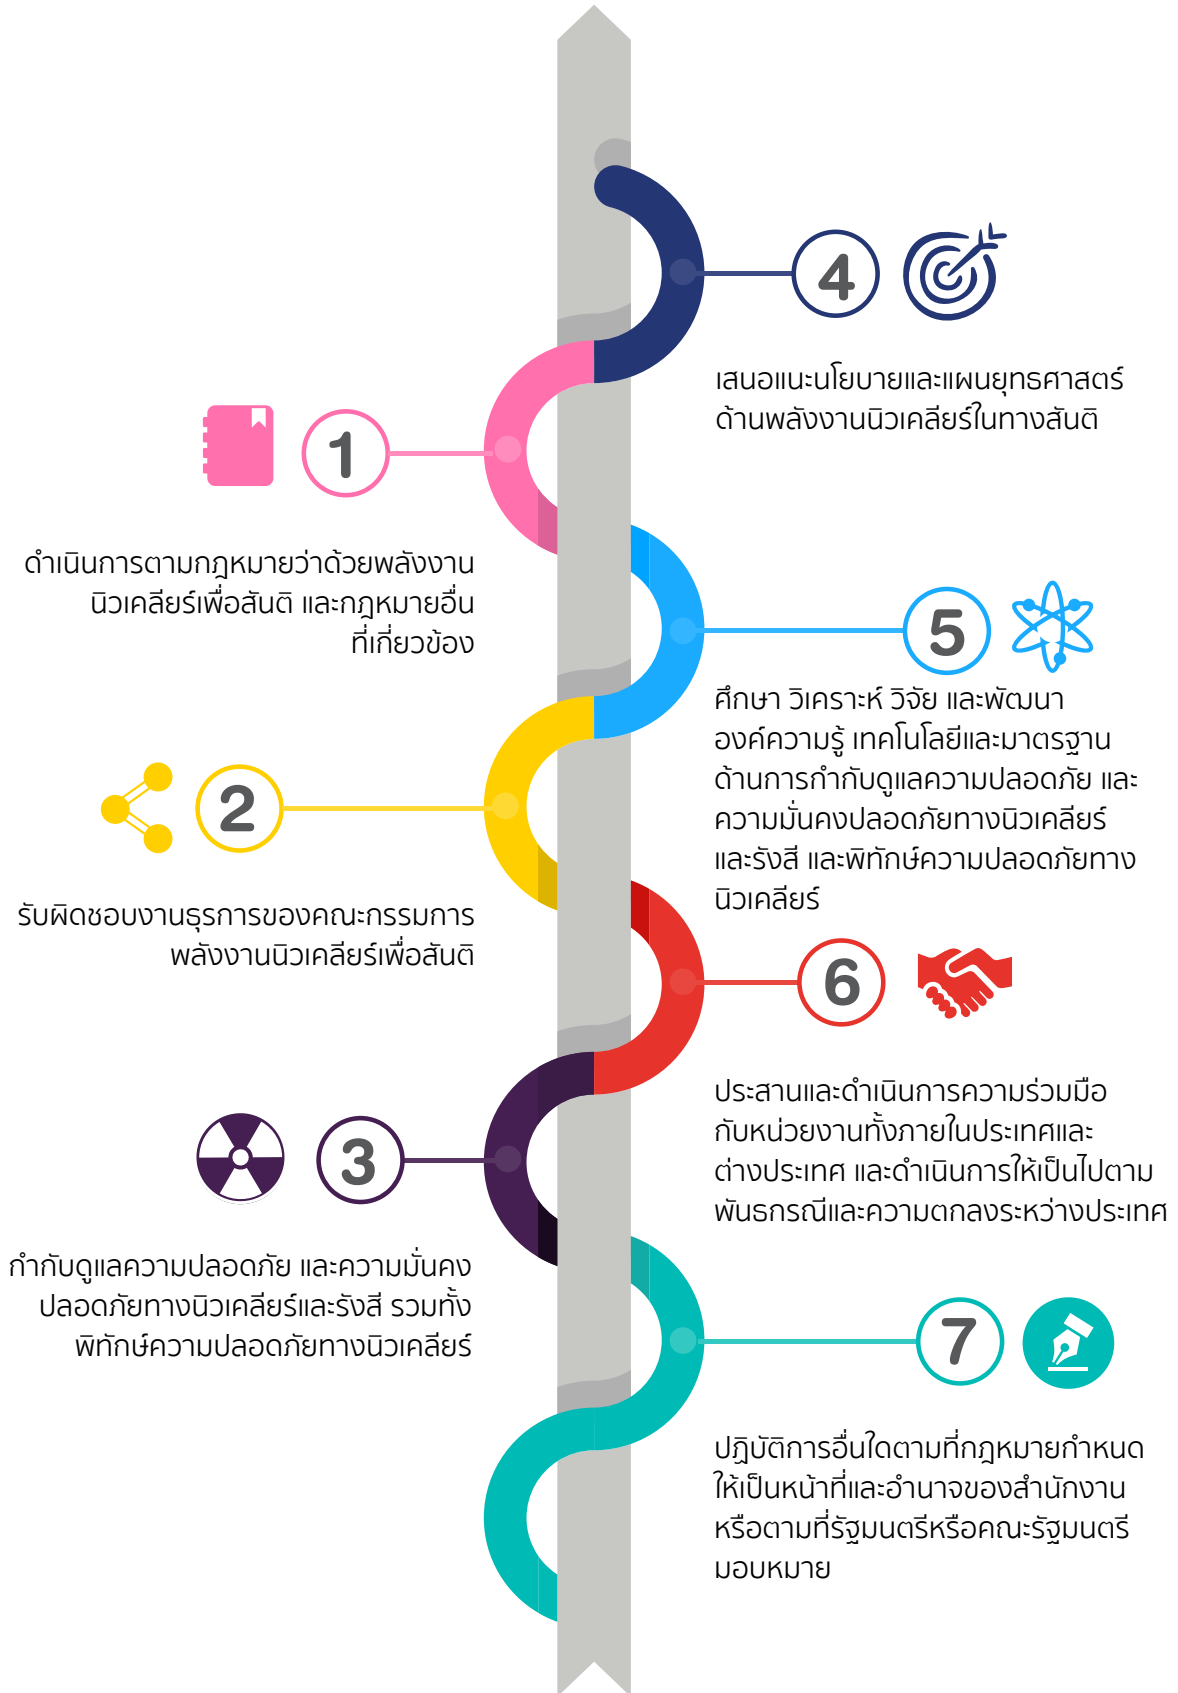 1
ดำเนินการตามกฎหมายว่าด้วยพลังงาน
นิวเคลียร์เพื่อสันติ และกฎหมายอื่น
ที่เกี่ยวข้อง
2
รับผิดชอบงานธุรการของคณะกรรมการ
พลังงานนิวเคลียร์เพื่อสันติ
3
กำกับดูแลความปลอดภัย และความมั่นคง
ปลอดภัยทางนิวเคลียร์และรังสี รวมทั้ง
พิทักษ์ความปลอดภัยทางนิวเคลียร์
4
เสนอแนะนโยบายและแผนยุทธศาสตร์
ด้านพลังงานนิวเคลียร์ในทางสันติ
5
ศึกษา วิเคราะห์ วิจัย และพัฒนา
องค์ความรู้ เทคโนโลยีและมาตรฐาน
ด้านการกำกับดูแลความปลอดภัย และ
ความมั่นคงปลอดภัยทางนิวเคลียร์
และรังสี และพิทักษ์ความปลอดภัยทาง
นิวเคลียร์
6
ประสานและดำเนินการความร่วมมือ
กับหน่วยงานทั้งภายในประเทศและ
ต่างประเทศ และดำเนินการให้เป็นไปตาม
พันธกรณีและความตกลงระหว่างประเทศ
7
ปฏิบัติการอื่นใดตามที่กฎหมายกำหนด
ให้เป็นหน้าที่และอำนาจของสำนักงาน
หรือตามที่รัฐมนตรีหรือคณะรัฐมนตรี
มอบหมาย